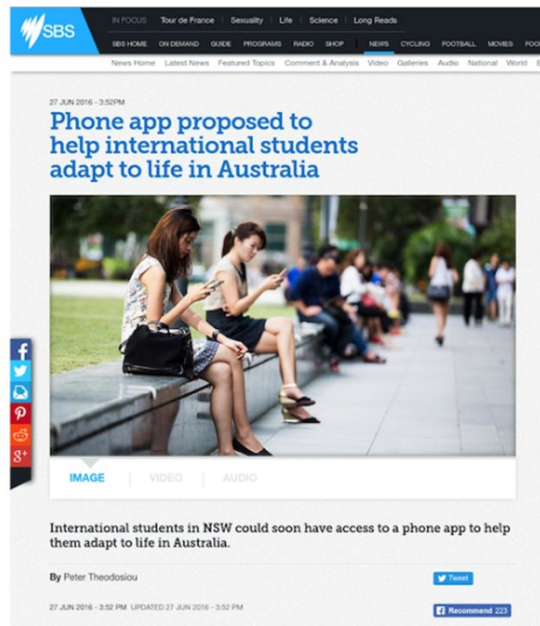 SBS
IN FOCUS Tour de France Sexuality Life Science Long Reads
SBS HOME ON DEMAND GUIDE PROGRAMS RADIO SHOP NEWS CYCLING FOOTBALL MOVIES
News Home Latest News Featured Topics Comment & Analysis Video Galleries Audio National World
27 JUN 2016 - 3:52PM
Phone app proposed to
help international students
adapt to life in Australia
IMAGE VIDEO AUDIO
International students in NSW could soon have access to a phone app to help
them adapt to life in Australia.
By Peter Theodosiou
Tweet
27 JUN 2016 - 3:52 PM UPDATED 27 JUN 2016 - 3:52 PM
Recommend 223